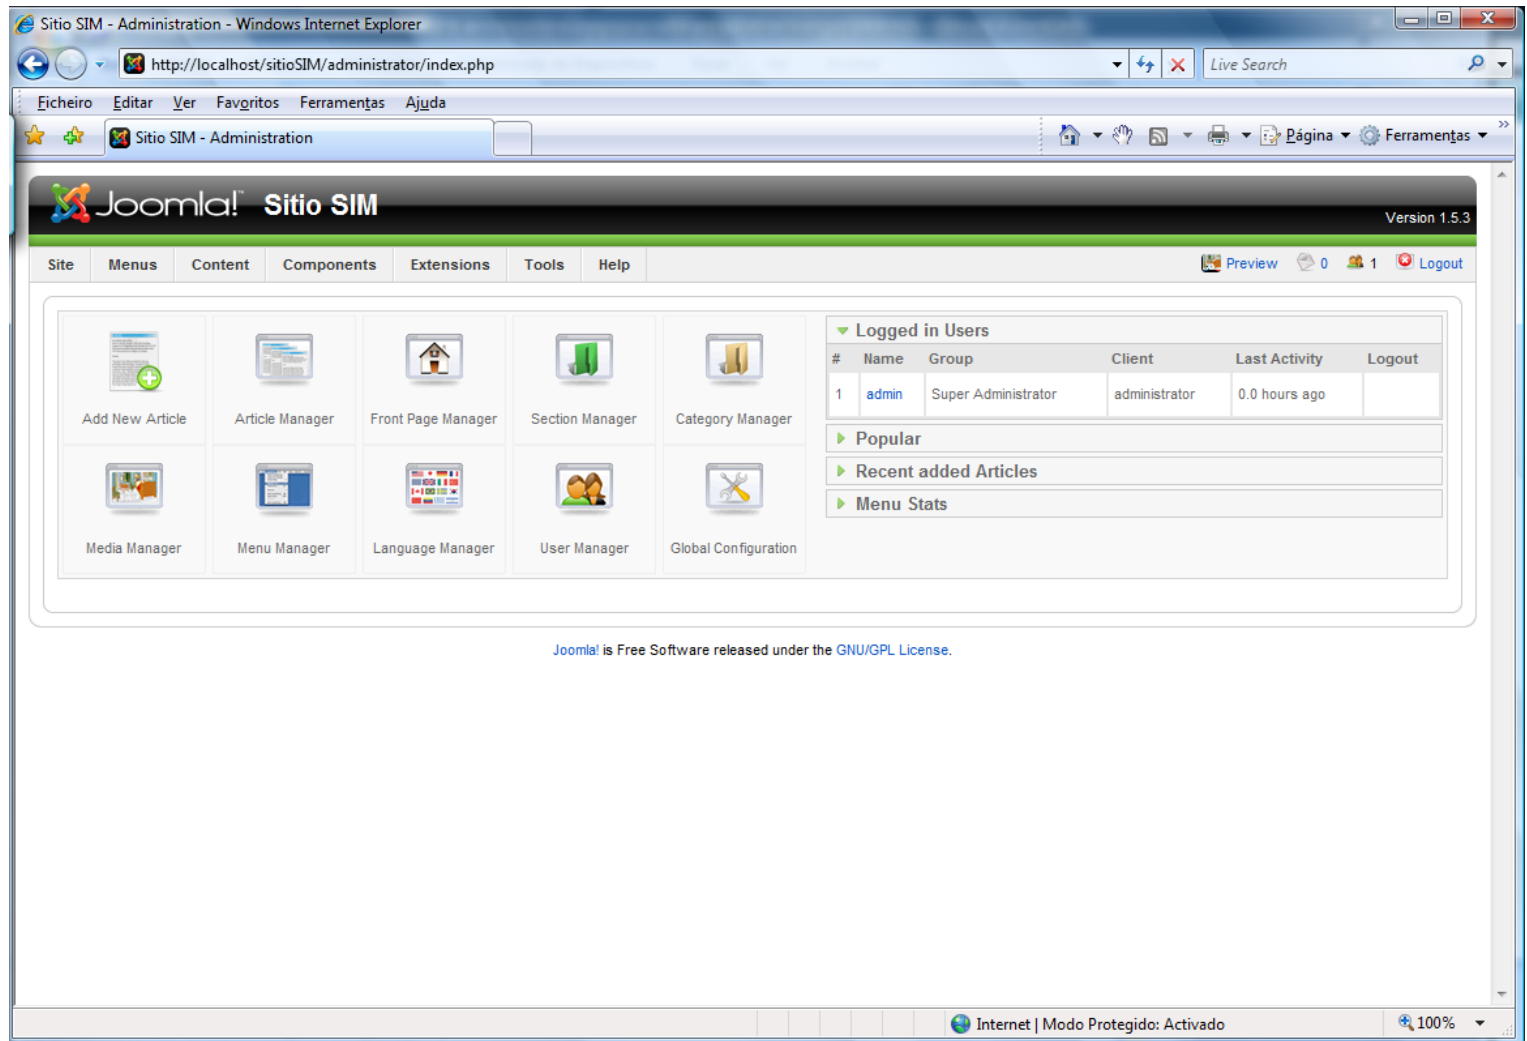 Sitio SIM - Administration - Windows Internet Explorer
http://localhost/sitioSIM/administrator/index.php
Live Search
Ficheiro Editar Ver Favoritos Ferramentas Ajuda
Sitio SIM - Administration
Página Ferramentas
Joomla!™ Sitio SIM
Version 1.5.3
Site Menus Content Components Extensions Tools Help
Preview 0 1 Logout
Add New Article
Article Manager
Front Page Manager
Section Manager
Category Manager
Media Manager
Menu Manager
Language Manager
User Manager
Global Configuration
Logged in Users
# Name Group Client Last Activity Logout
1 admin Super Administrator administrator 0.0 hours ago
Popular
Recent added Articles
Menu Stats
Joomla! is Free Software released under the GNU/GPL License.
Internet | Modo Protegido: Activado
100%